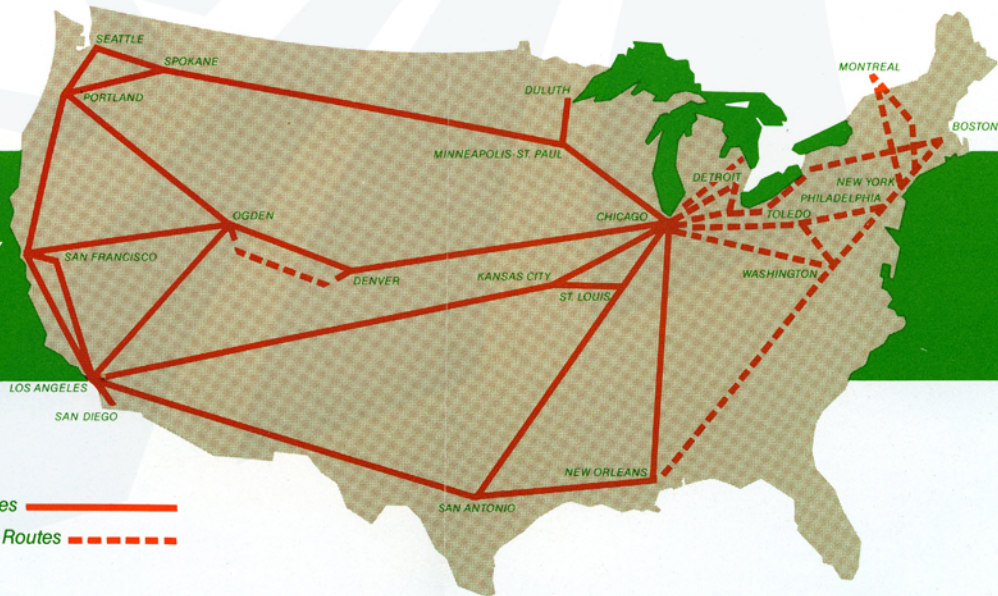 SEATTLE
SPOKANE
PORTLAND
DULUTH
MINNEAPOLIS-ST. PAUL
MONTREAL
BOSTON
DETROIT
NEW YORK
PHILADELPHIA
TOLEDO
CHICAGO
OGDEN
SAN FRANCISCO
DENVER
KANSAS CITY
ST. LOUIS
WASHINGTON
LOS ANGELES
SAN DIEGO
NEW ORLEANS
SAN ANTONIO
Routes